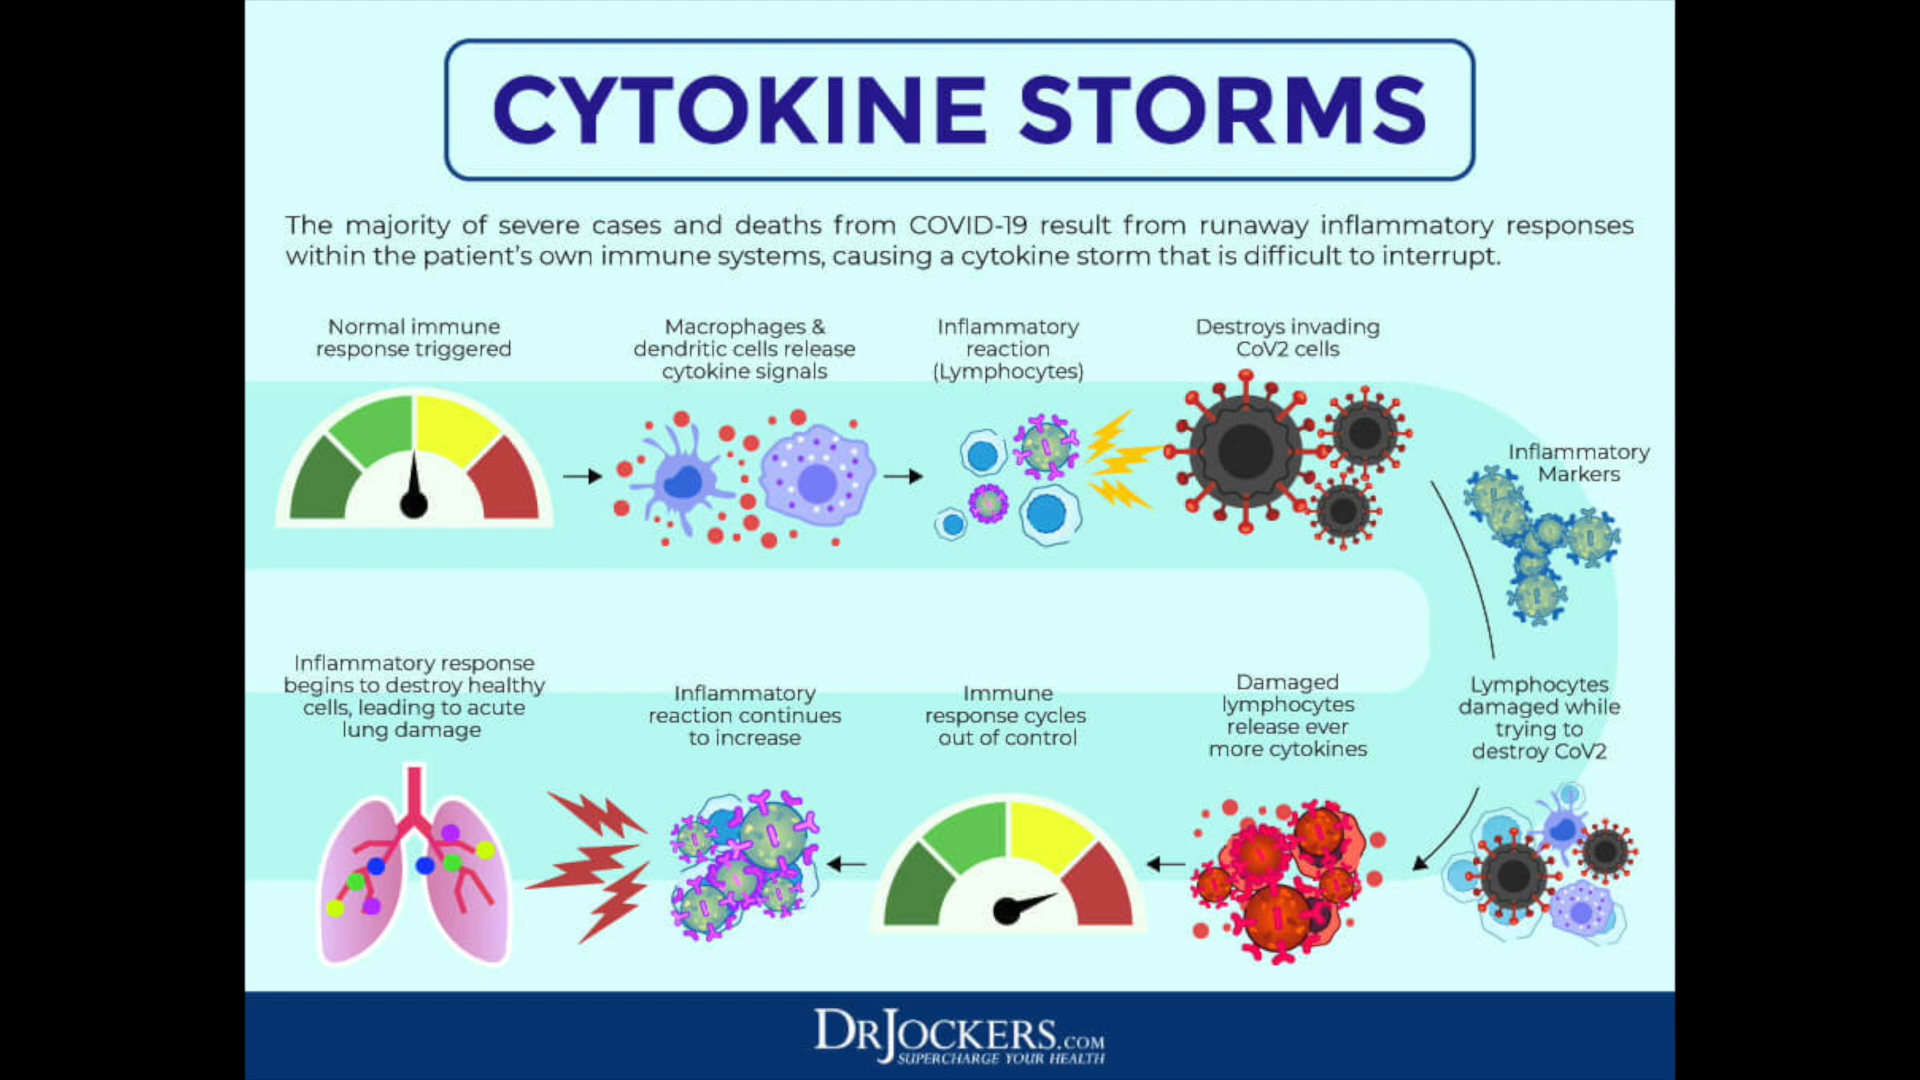 CYTOKINE STORMS
The majority of severe cases and deaths from COVID-19 result from runaway inflammatory responses
within the patient's own immune systems, causing a cytokine storm that is difficult to interrupt.
Normal immune
response triggered
Macrophages &
dendritic cells release
cytokine signals
Inflammatory
reaction
(Lymphocytes)
Destroys invading
CoV2 cells
Inflammatory
Markers
Lymphocytes
damaged while
trying to
destroy CoV2
Damaged
lymphocytes
release ever
more cytokines
Immune
response cycles
out of control
Inflammatory
reaction continues
to increase
Inflammatory response
begins to destroy healthy
cells, leading to acute
lung damage
DRJOCKERS.COM
SUPERCHARGE YOUR HEALTH